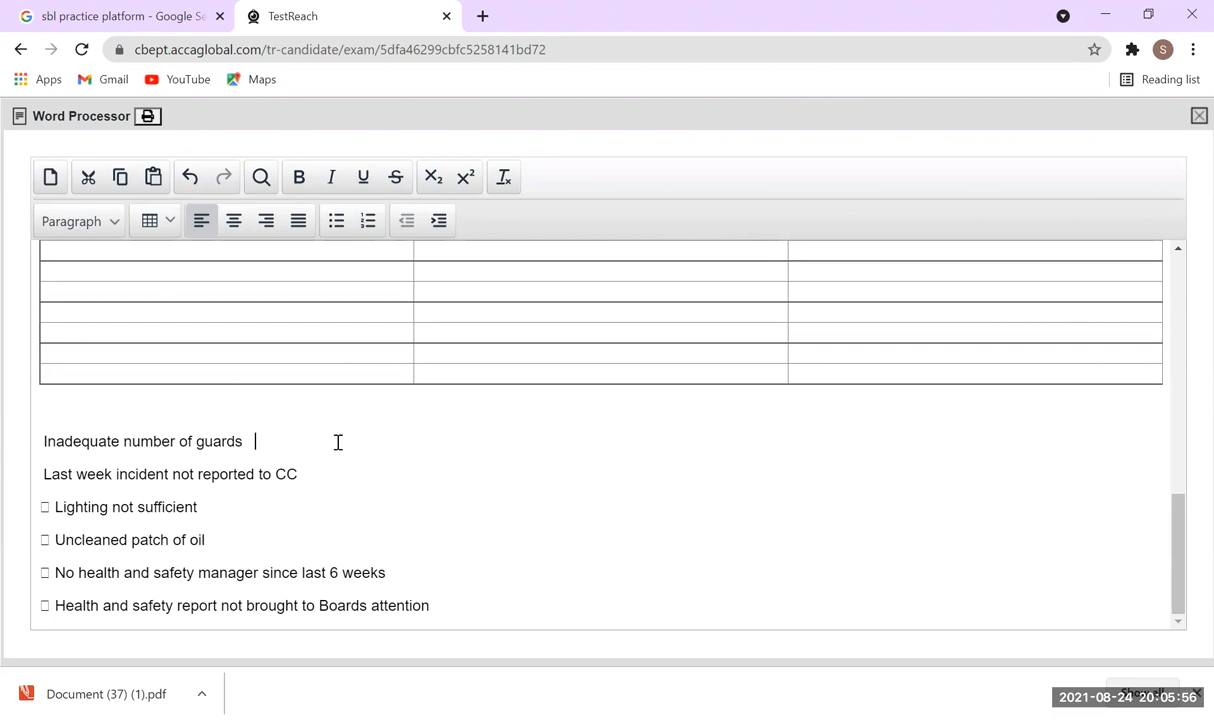 sbl practice platform - Google Se
TestReach
cbept.accaglobal.com/tr-candidate/exam/5dfa46299cbfc5258141bd72
S
Apps
Gmail
YouTube
Maps
Reading list
Word Processor
Paragraph
Inadequate number of guards
Last week incident not reported to CC
Lighting not sufficient
Uncleaned patch of oil
No health and safety manager since last 6 weeks
Health and safety report not brought to Boards attention
Document (37) (1).pdf
2021-08-24 20:05:56